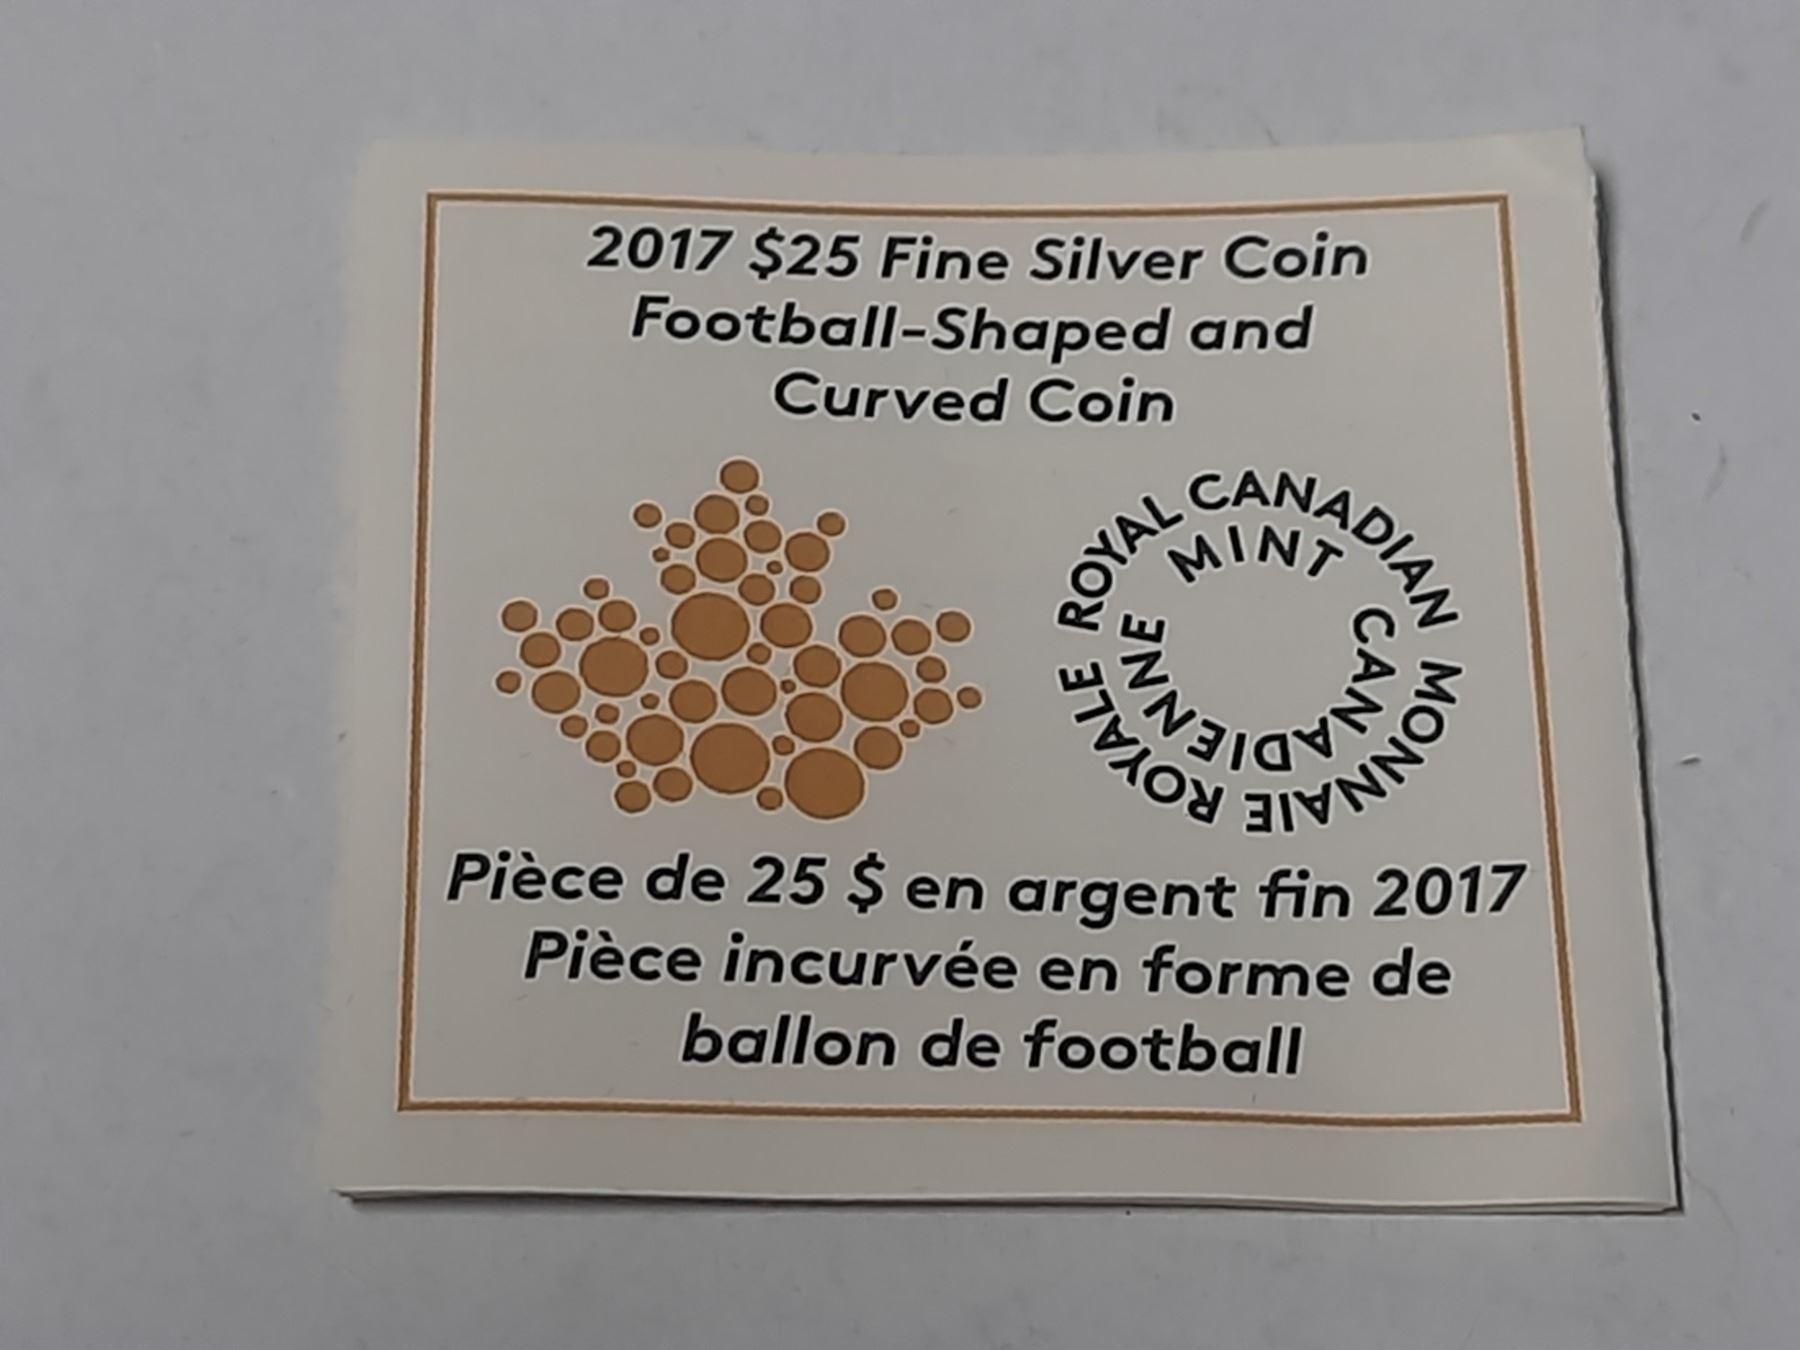 2017 $25 Fine Silver Coin
Football-Shaped and
Curved Coin
ROYAL CANADIAN
MINT
MONNAIE ROYALE
CANADIENNE
Pièce de 25 $ en argent fin 2017
Pièce incurvée en forme de
ballon de football